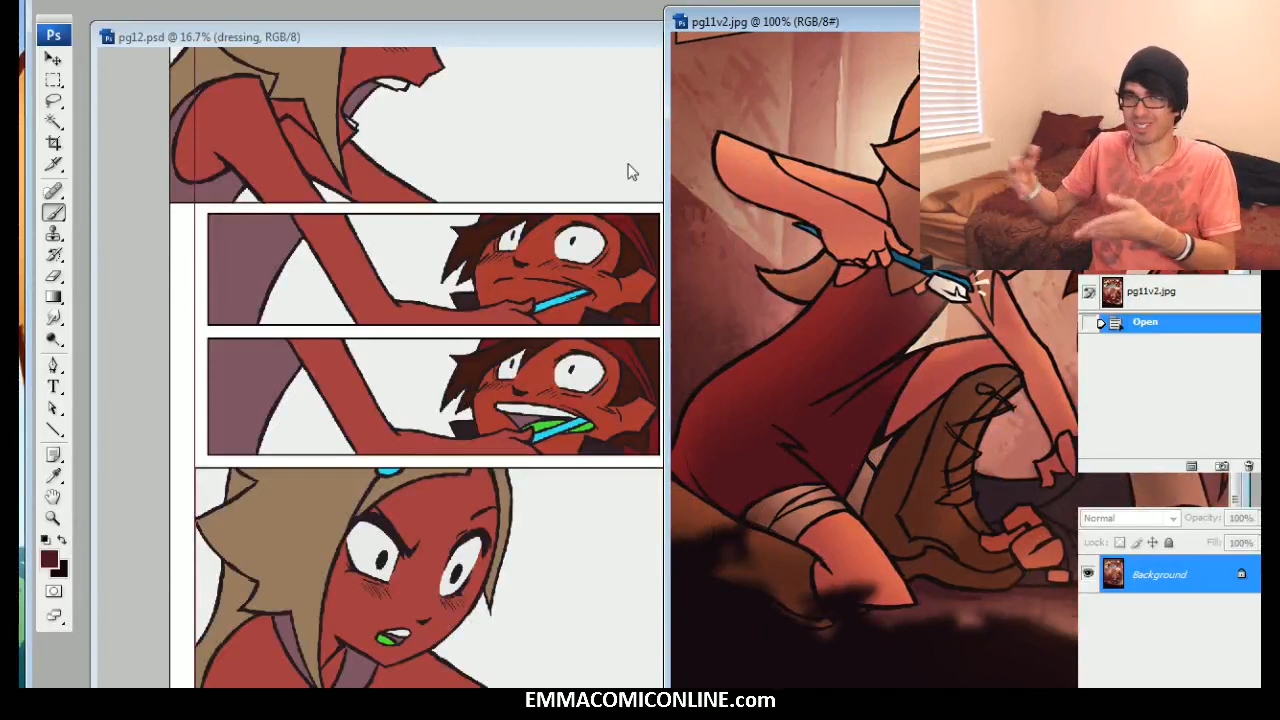 Ps
pg12.psd @ 16.7% (dressing, RGB/8)
pg11v2.jpg @ 100% (RGB/8#)
T
pg11v2.jpg
Open
Normal
Opacity: 100%
Lock:
Fill: 100%
Background
EMMACOMICONLINE.com